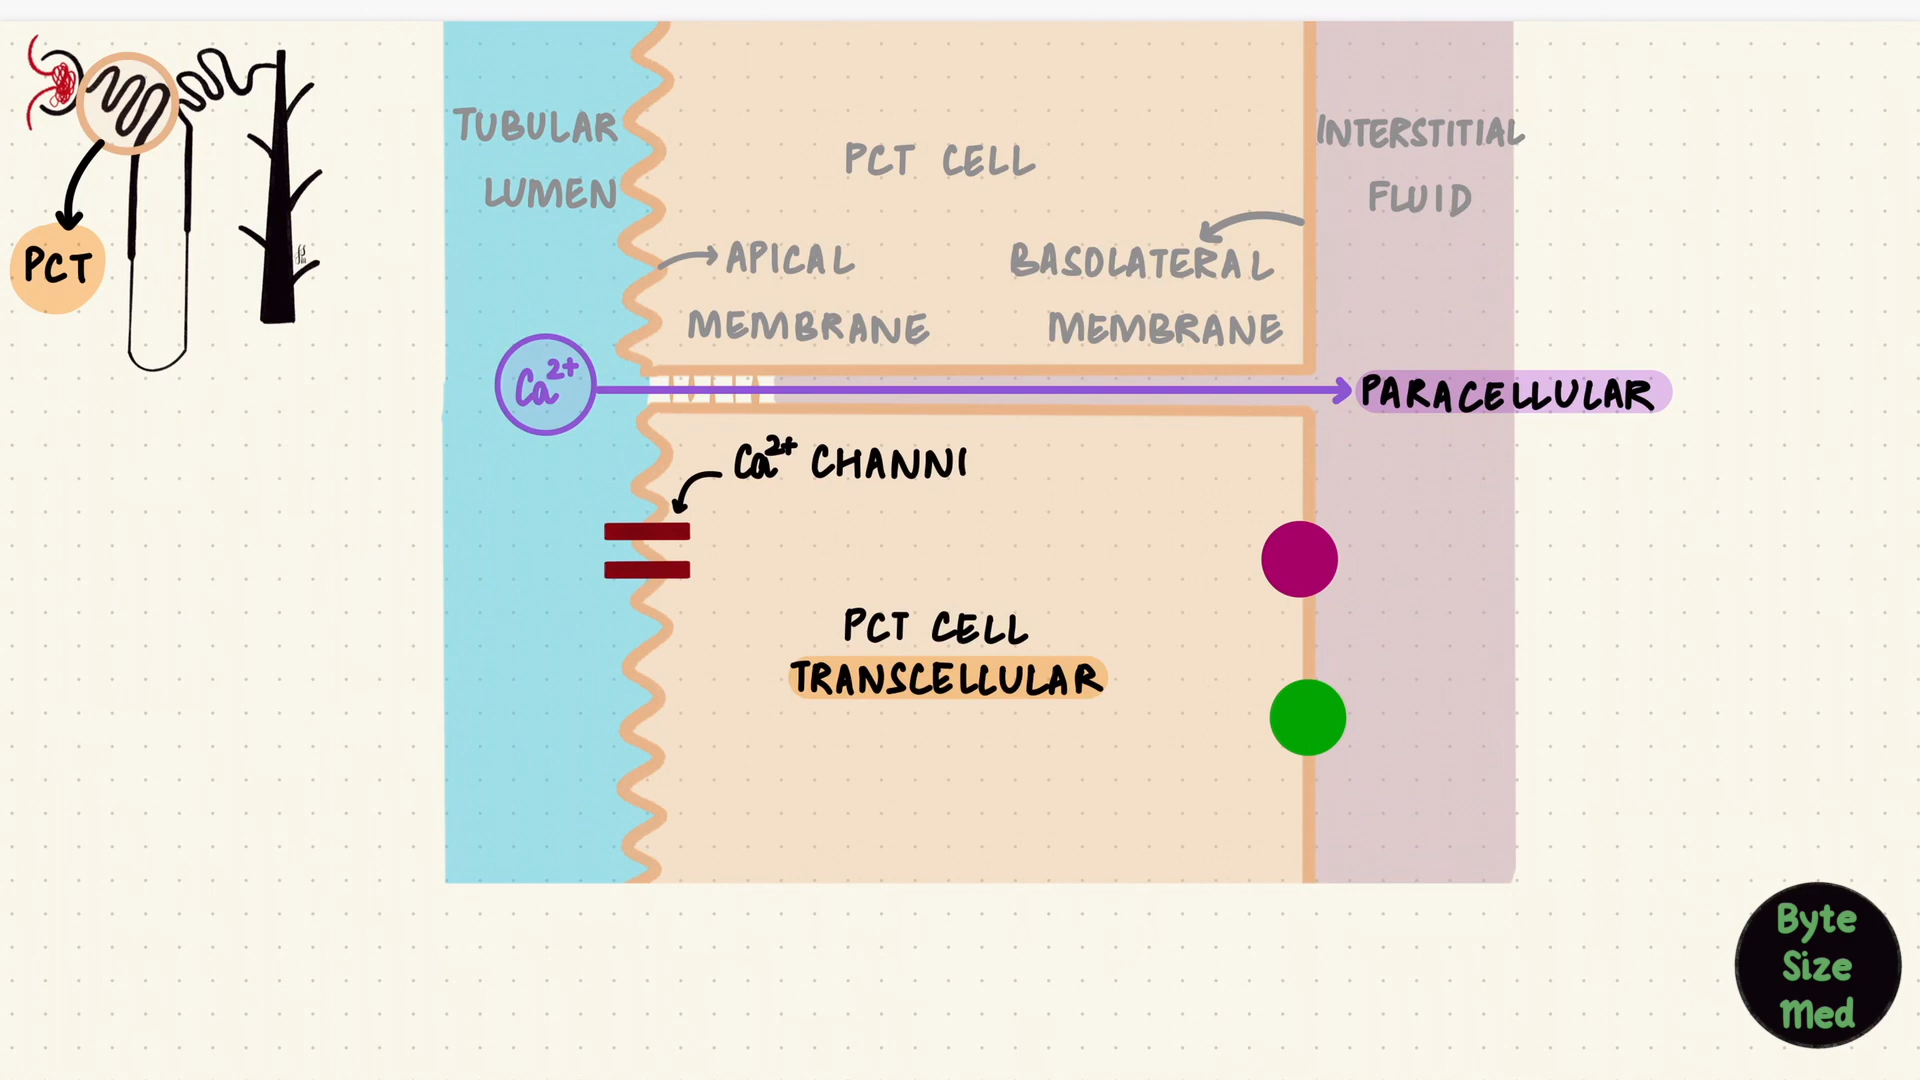 PCT
TUBULAR
LUMEN
PCT CELL
APICAL
MEMBRANE
BASOLATERAL
MEMBRANE
INTERSTITIAL
FLUID
Ca²⁺
PARACELLULAR
Ca²⁺ CHANNI
PCT CELL
TRANSCELLULAR
Byte
Size
Med